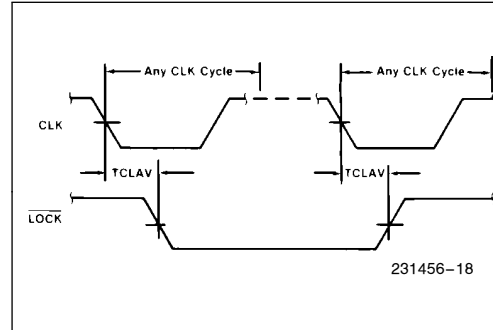 Any CLK Cycle Any CLK Cycle
CLK
TCLAV TCLAV
LOCK
231456–18